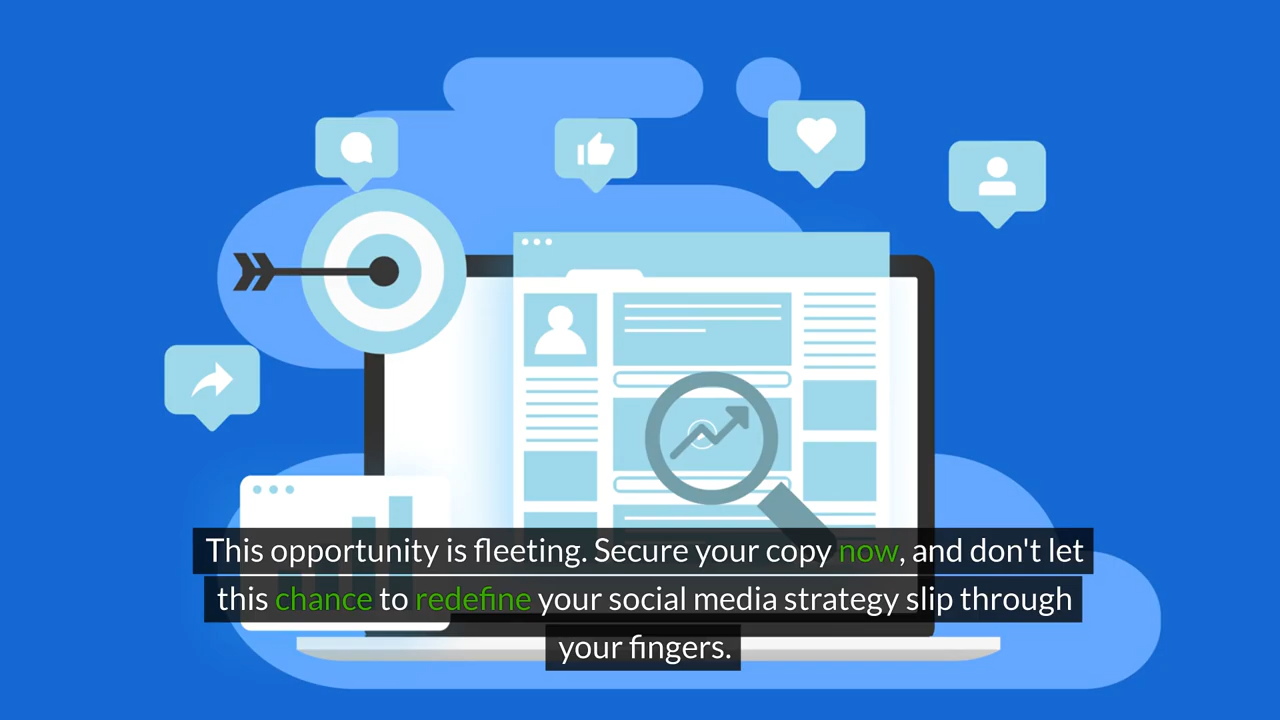 This opportunity is fleeting. Secure your copy now, and don't let
this chance to redefine your social media strategy slip through
your fingers.